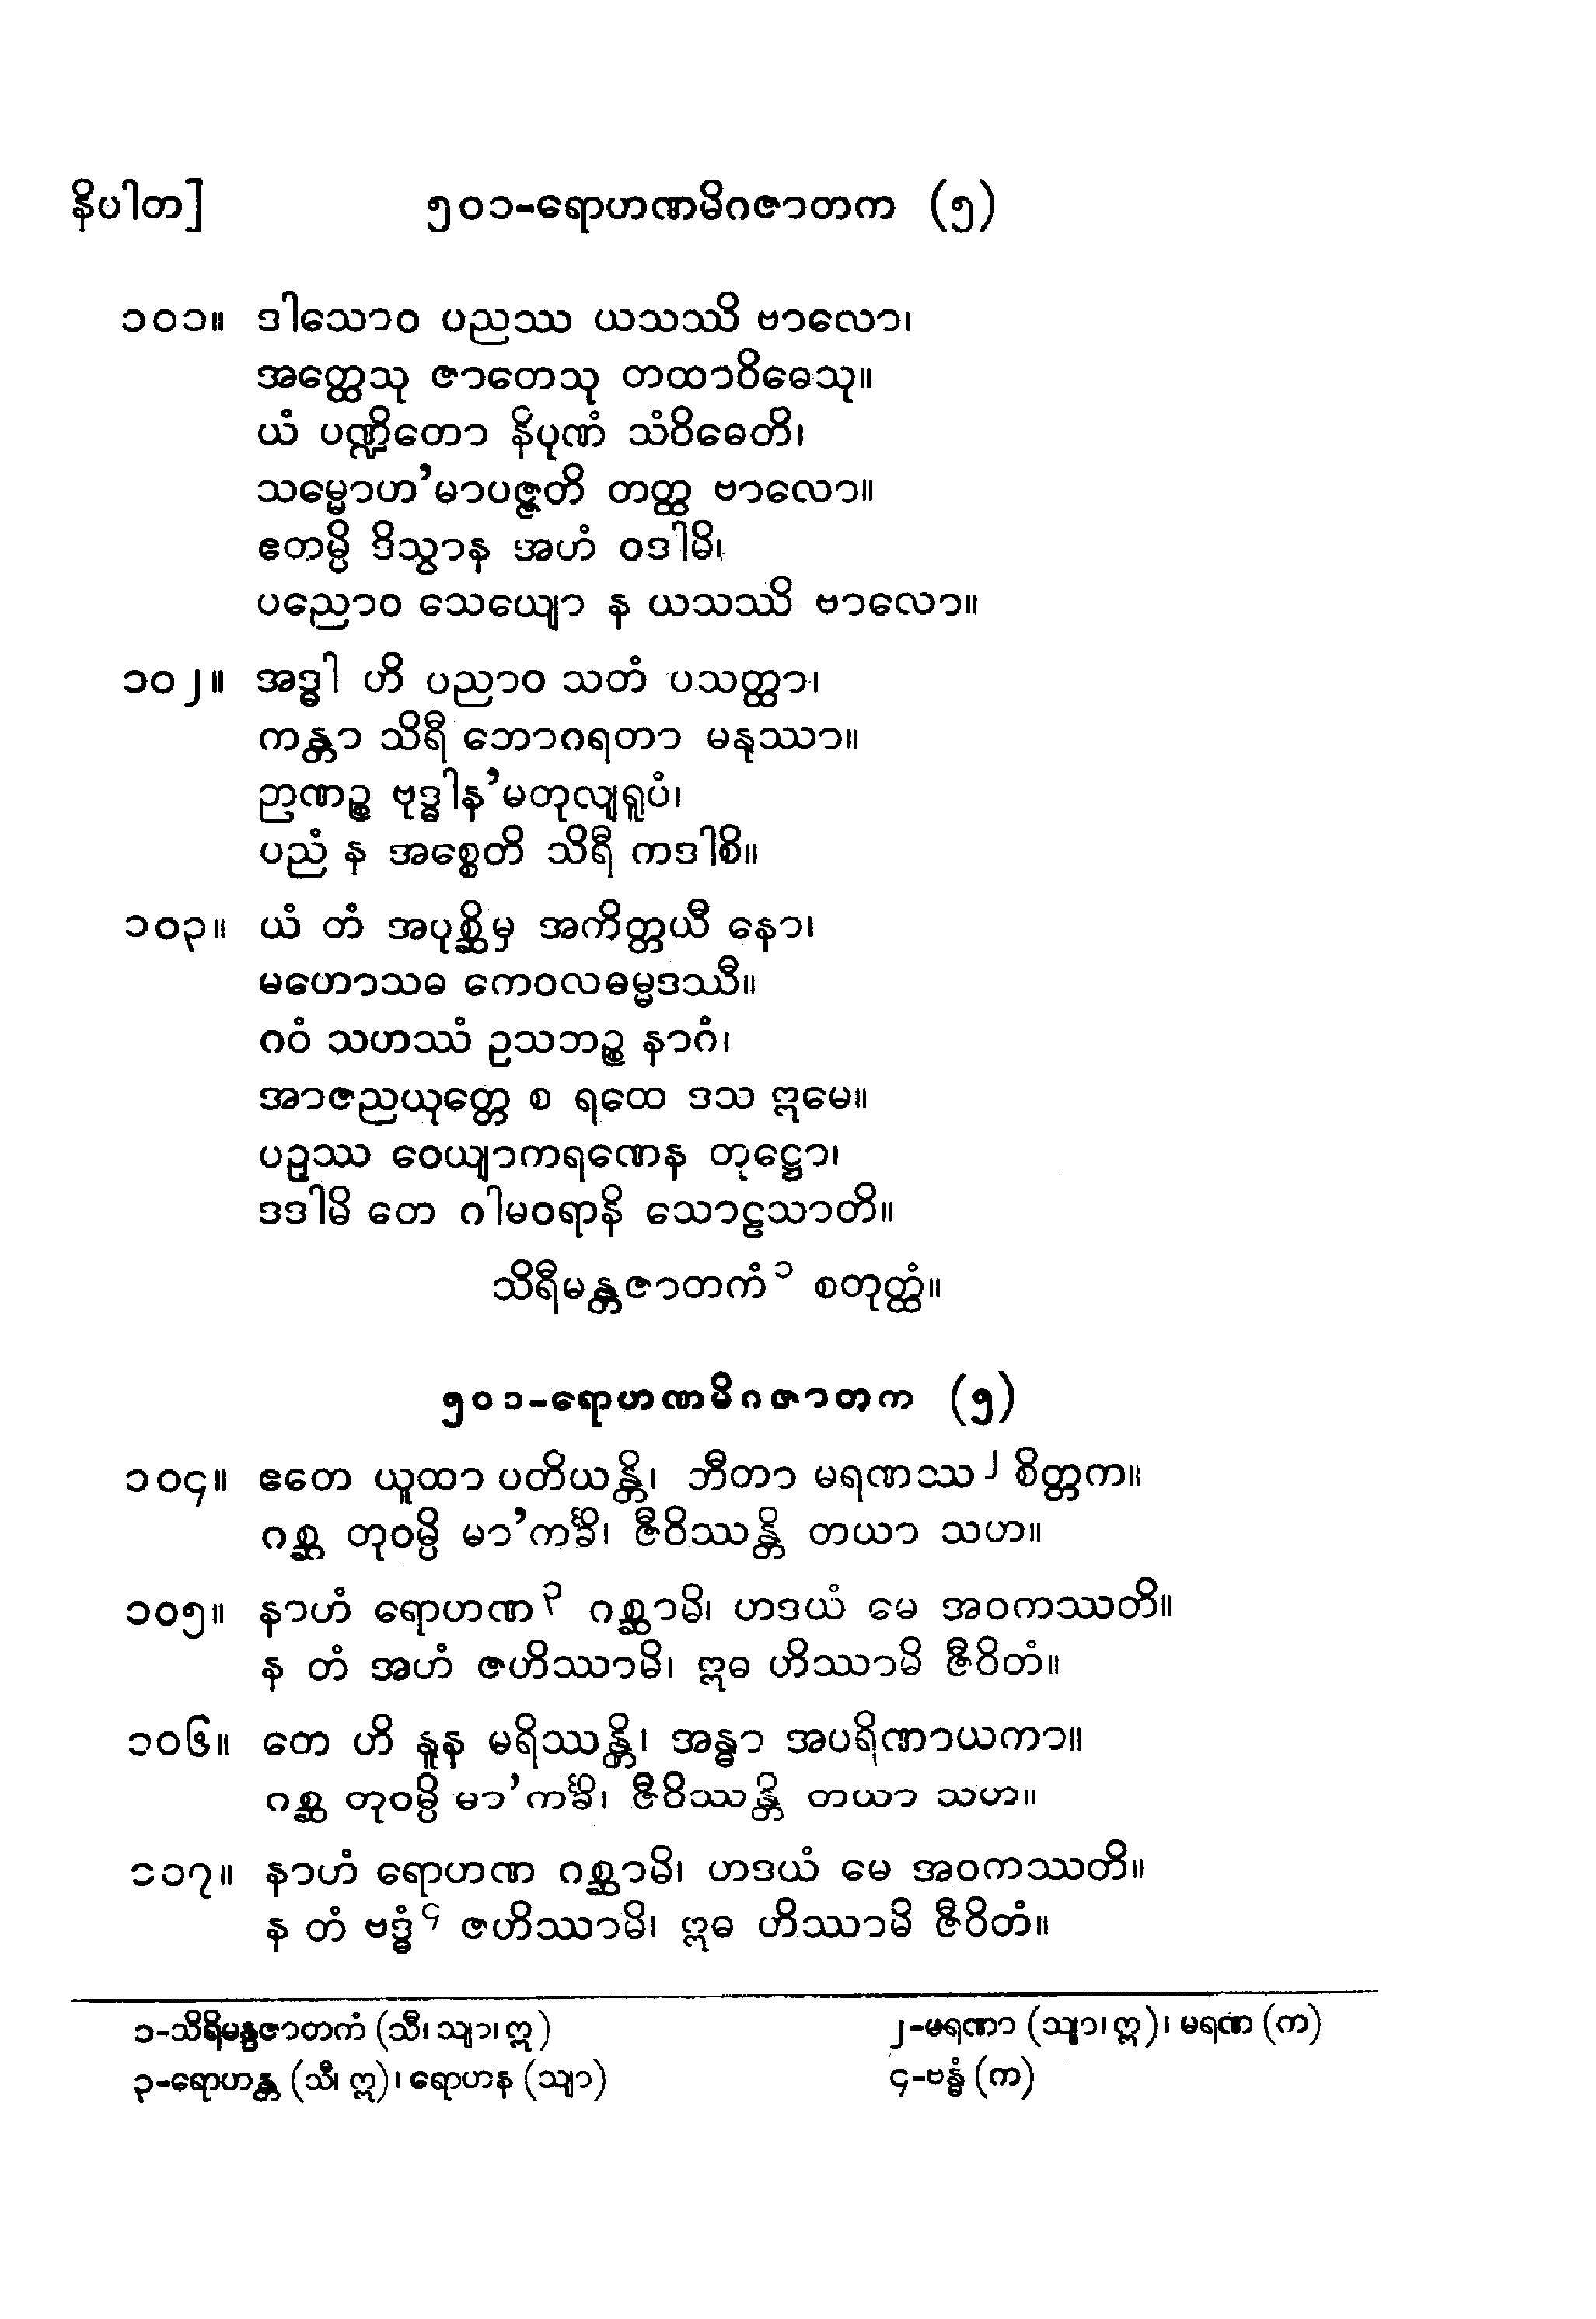 နိပါတ] ၅၀၁-ရောဟဏမိဂဇာတက (၅)
၁၀၁။ ဒါသောဝ ပညဿ ယသဿိ ဗာလော၊
အတ္ထေသု ဇာတေသု တထာဝိဓေသု။
ယံ ပဏ္ဍိတော နိပုဏံ သံဝိဓေတိ၊
သမ္မောဟ’မာပဇ္ဇတိ တတ္ထ ဗာလော။
ဧတမ္ပိ ဒိသွာန အဟံ ဝဒါမိ၊
ပညောဝ သေယျော န ယသဿိ ဗာလော။
၁၀၂။ အဒ္ဓါ ဟိ ပညာဝ သတံ ပသတ္ထာ၊
ကန္တာ သိရီ ဘောဂရတာ မနုဿာ။
ဉာဏဉ္စ ဗုဒ္ဓါန’မတုလျရူပံ၊
ပညံ န အစ္စေတိ သိရီ ကဒါစိ။
၁၀၃။ ယံ တံ အပုစ္ဆိမှ အကိတ္တယီ နော၊
မဟောသဓ ကေဝလဓမ္မဒဿီ။
ဂဝံ သဟဿံ ဥသဘဉ္စ နာဂံ၊
အာဇညယုတ္တေ စ ရထေ ဒသ ဣမေ။
ပဉှဿ ဝေယျာကရဏေန တုဋ္ဌော၊
ဒဒါမိ တေ ဂါမဝရာနိ သောဠသာတိ။
သိရီမန္တဇာတကံ ၁ စတုတ္ထံ။
၅၀၁-ရောဟဏမိဂဇာတက (၅)
၁၀၄။ ဧတေ ယူထာ ပတိယန္တိ၊ ဘီတာ မရဏဿ ၂ စိတ္တက။
ဂစ္ဆ တုဝမ္ပိ မာ’ကင်္ခိ၊ ဇီဝိဿန္တိ တယာ သဟ။
၁၀၅။ နာဟံ ရောဟဏ ၃ ဂစ္ဆာမိ၊ ဟဒယံ မေ အဝကဿတိ။
န တံ အဟံ ဇဟိဿာမိ၊ ဣဓ ဟိဿာမိ ဇီဝိတံ။
၁၀၆။ တေ ဟိ နူန မရိဿန္တိ၊ အန္ဓာ အပရိဏာယကာ။
ဂစ္ဆ တုဝမ္ပိ မာ’ကင်္ခိ၊ ဇီဝိဿန္တိ တယာ သဟ။
၁၁၇။ နာဟံ ရောဟဏ ဂစ္ဆာမိ၊ ဟဒယံ မေ အဝကဿတိ။
န တံ ဗဒ္ဓံ ၄ ဇဟိဿာမိ၊ ဣဓ ဟိဿာမိ ဇီဝိတံ။
၁-သိရိမန္ဒဇာတကံ (သီ၊ သျာ၊ ဣ) ၂-မရဏာ (သျာ၊ ဣ)၊ မရဏ (က)
၃-ရောဟန္တ (သီ၊ ဣ)၊ ရောဟန (သျာ) ၄-ဗန္ဓံ (က)